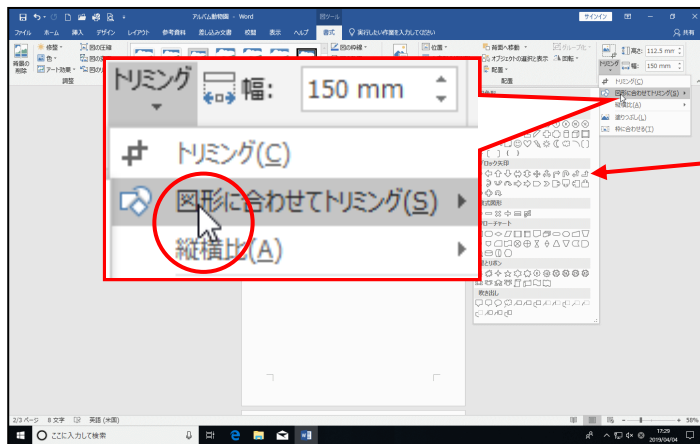 アルバム動物園 - Word
図ツール
サインイン
ファイル ホーム 挿入 デザイン レイアウト 参考資料 差し込み文書 校閲 表示 ヘルプ 書式 実行したい作業を入力してください
共有
背景の削除
修整
色
アート効果
図の圧縮
調整
図の枠線
位置
前面へ移動
背面へ移動
オブジェクトの選択と表示
配置
グループ化
回転
配置
トリミング
高さ: 112.5 mm
幅: 150 mm
トリミング(C)
図形に合わせてトリミング(S)
縦横比(A)
塗りつぶし(L)
枠に合わせる(I)
トリミング
幅: 150 mm
トリミング(C)
図形に合わせてトリミング(S)
縦横比(A)
ブロック矢印
数式図形
フローチャート
星とリボン
吹き出し
2/3 ページ 8 文字 英語 (米国)
50%
ここに入力して検索
17:29
2019/04/04